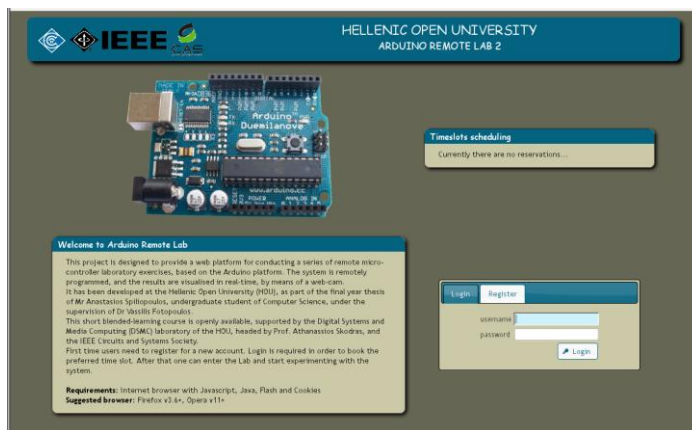 IEEE
CAS
HELLENIC OPEN UNIVERSITY
ARDUINO REMOTE LAB 2
Arduino
Duemilanove
www.arduino.cc
POWER
ANALOG IN
Timeslots scheduling
Currently there are no reservations...
Welcome to Arduino Remote Lab
This project is designed to provide a web platform for conducting a series of remote micro-
controller laboratory exercises, based on the Arduino platform. The system is remotely
programmed, and the results are visualised in real-time, by means of a web-cam.
It has been developed at the Hellenic Open University (HOU), as part of the final year thesis
of Mr Anastasios Spiliopoulos, undergraduate student of Computer Science, under the
supervision of Dr Vassilis Fotopoulos.
This short blended-learning course is openly available, supported by the Digital Systems and
Media Computing (DSMC) laboratory of the HOU, headed by Prof. Athanassios Skodras, and
the IEEE Circuits and Systems Society.
First time users need to register for a new account. Login is required in order to book the
preferred time slot. After that one can enter the Lab and start experimenting with the
system.
Requirements: Internet browser with Javascript, Java, Flash and Cookies
Suggested browser: Firefox v3.6+, Opera v11+
Login
Register
username
password
Login